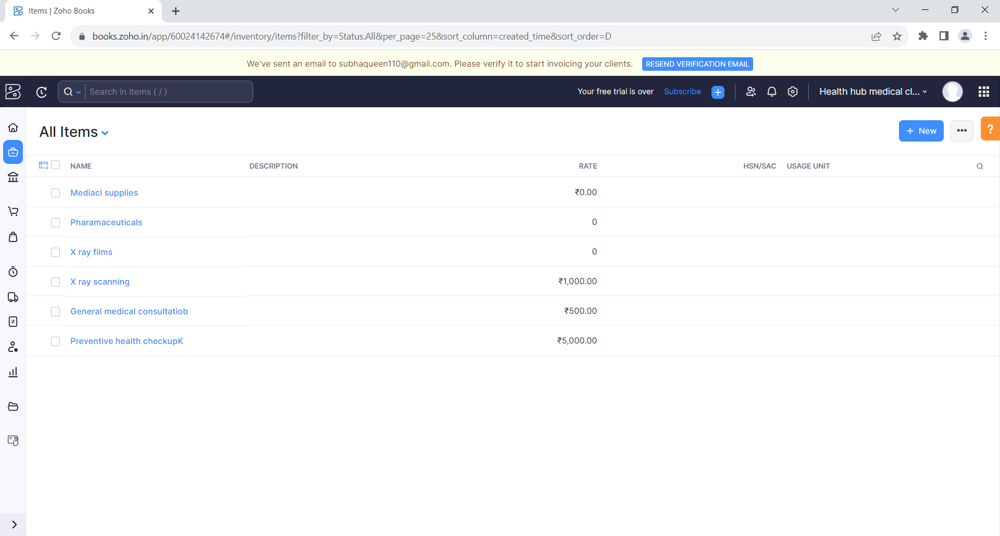 Items | Zoho Books
books.zoho.in/app/60024142674#/inventory/items?filter_by=Status.All&per_page=25&sort_column=created_time&sort_order=D
We've sent an email to subhaqueen110@gmail.com. Please verify it to start invoicing your clients. RESEND VERIFICATION EMAIL
Search in Items ( / ) Your free trial is over Subscribe Health hub medical cl...
All Items + New ?
NAME DESCRIPTION RATE HSN/SAC USAGE UNIT
Mediacl supplies ₹0.00
Pharamaceuticals 0
X ray films 0
X ray scanning ₹1,000.00
General medical consultatiob ₹500.00
Preventive health checkupK ₹5,000.00